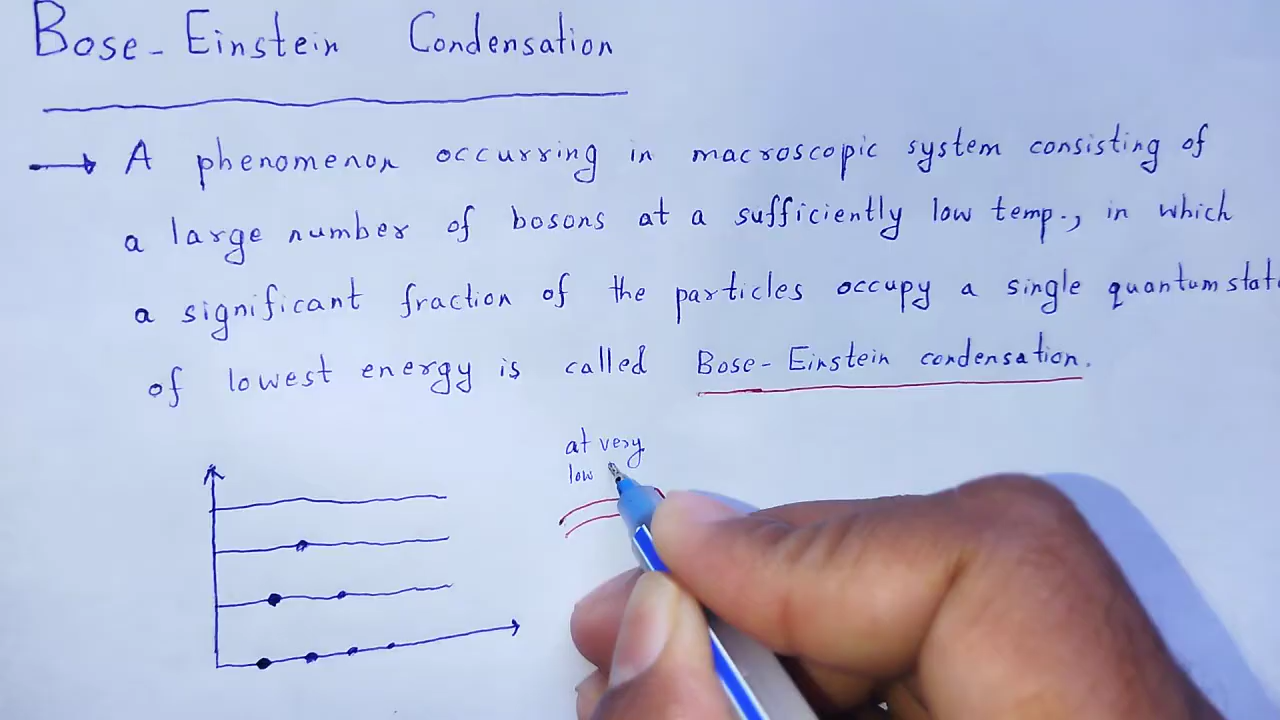 Bose-Einstein Condensation
A phenomenon occurring in macroscopic system consisting of
a large number of bosons at a sufficiently low temp., in which
a significant fraction of the particles occupy a single quantum stat
of lowest energy is called Bose-Einstein condensation.
at very
low